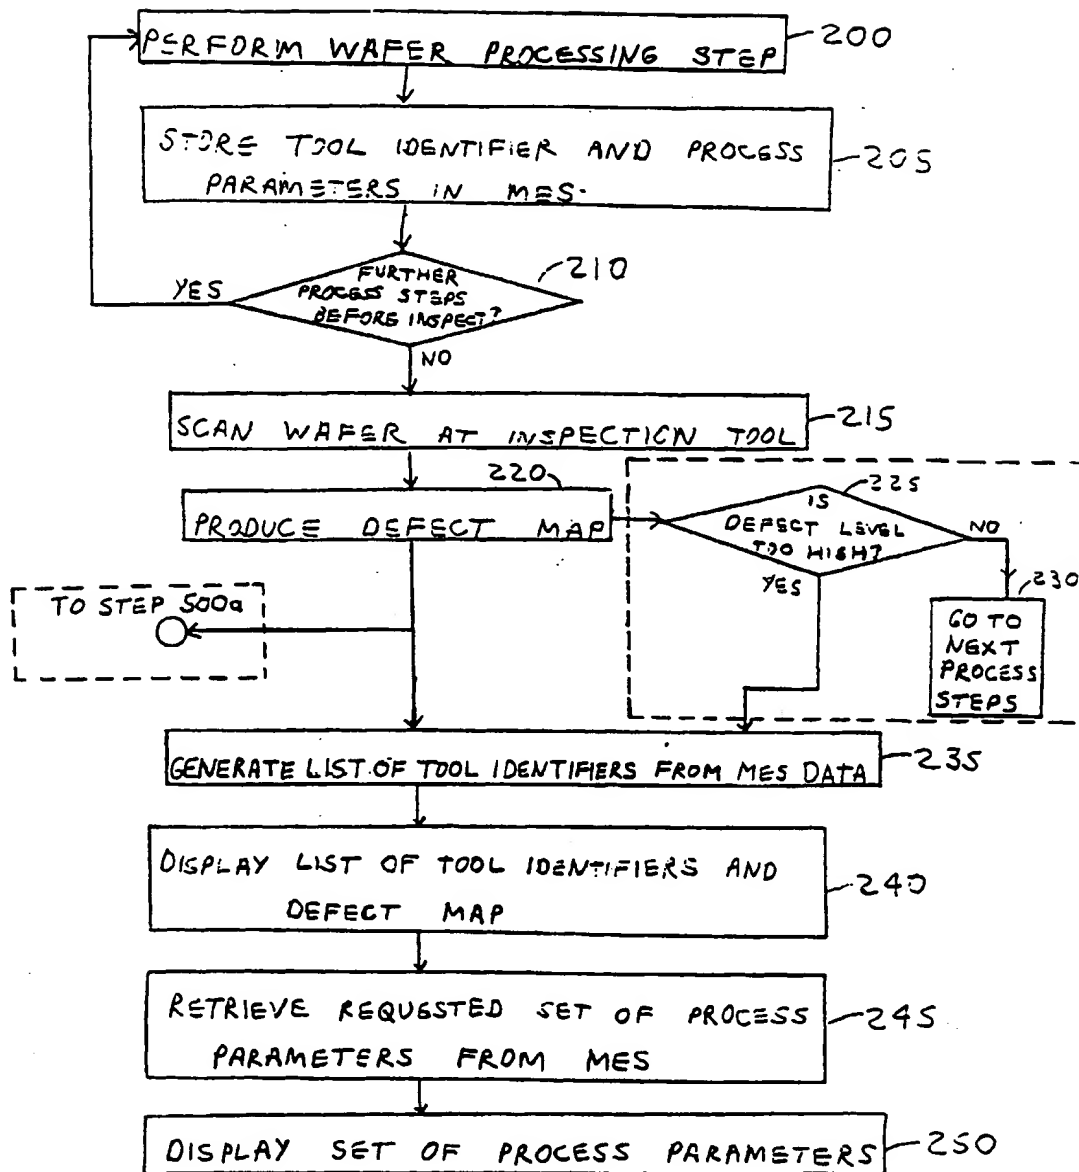 PERFORM WAFER PROCESSING STEP
200
STORE TOOL IDENTIFIER AND PROCESS
PARAMETERS IN MES.
205
FURTHER
PROCESS STEPS
BEFORE INSPECT?
210
YES
NO
SCAN WAFER AT INSPECTION TOOL
215
PRODUCE DEFECT MAP
220
IS
DEFECT LEVEL
TOO HIGH?
225
NO
YES
GO TO
NEXT
PROCESS
STEPS
230
TO STEP 500a
GENERATE LIST OF TOOL IDENTIFIERS FROM MES DATA
235
DISPLAY LIST OF TOOL IDENTIFIERS AND
DEFECT MAP
240
RETRIEVE REQUESTED SET OF PROCESS
PARAMETERS FROM MES
245
DISPLAY SET OF PROCESS PARAMETERS
250